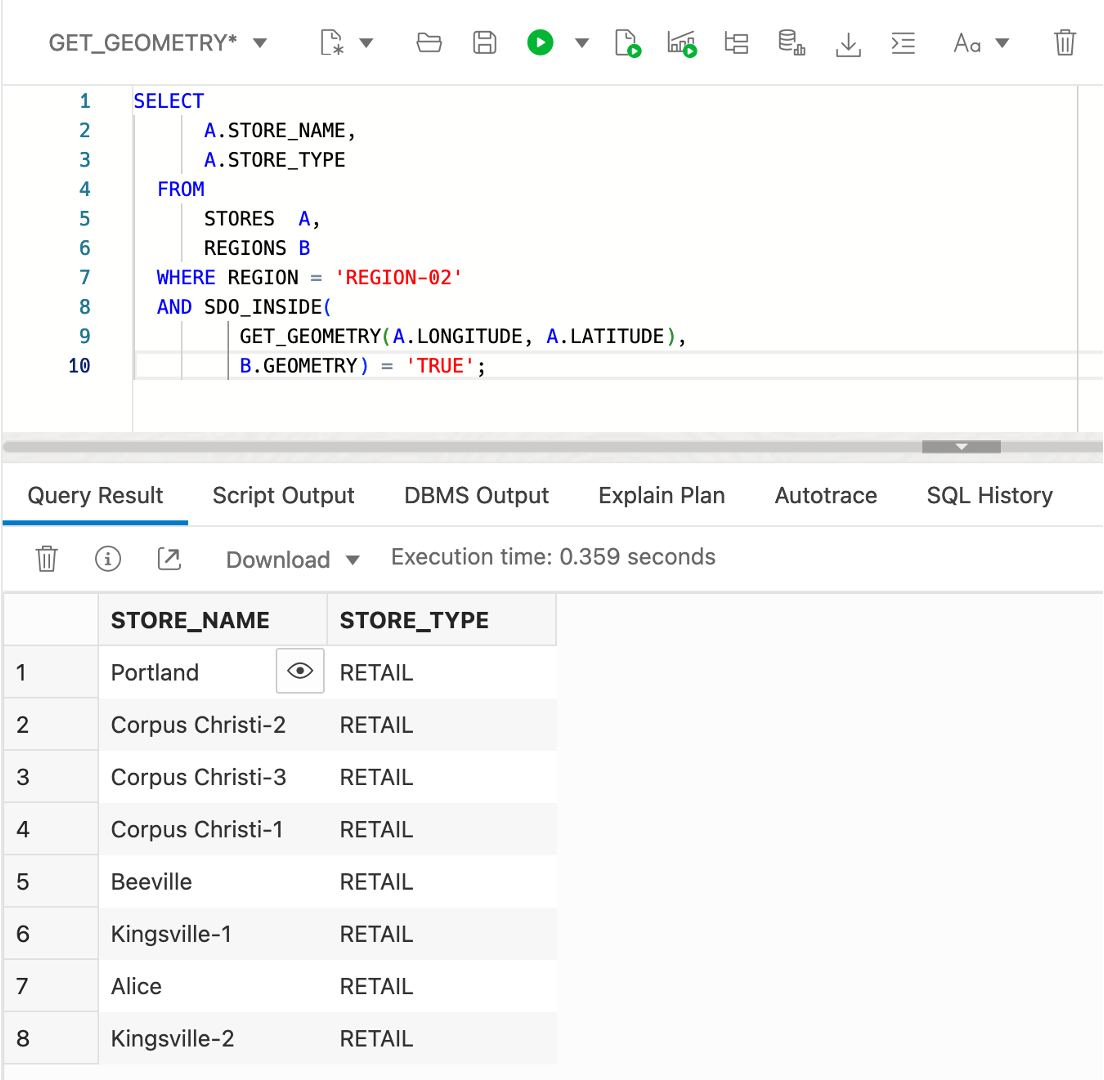 GET_GEOMETRY*
Aa
1 SELECT
2 A.STORE_NAME,
3 A.STORE_TYPE
4 FROM
5 STORES  A,
6 REGIONS B
7 WHERE REGION = 'REGION-02'
8 AND SDO_INSIDE(
9 GET_GEOMETRY(A.LONGITUDE, A.LATITUDE),
10 B.GEOMETRY) = 'TRUE';
Query Result Script Output DBMS Output Explain Plan Autotrace SQL History
Download Execution time: 0.359 seconds
STORE_NAME STORE_TYPE
1 Portland RETAIL
2 Corpus Christi-2 RETAIL
3 Corpus Christi-3 RETAIL
4 Corpus Christi-1 RETAIL
5 Beeville RETAIL
6 Kingsville-1 RETAIL
7 Alice RETAIL
8 Kingsville-2 RETAIL